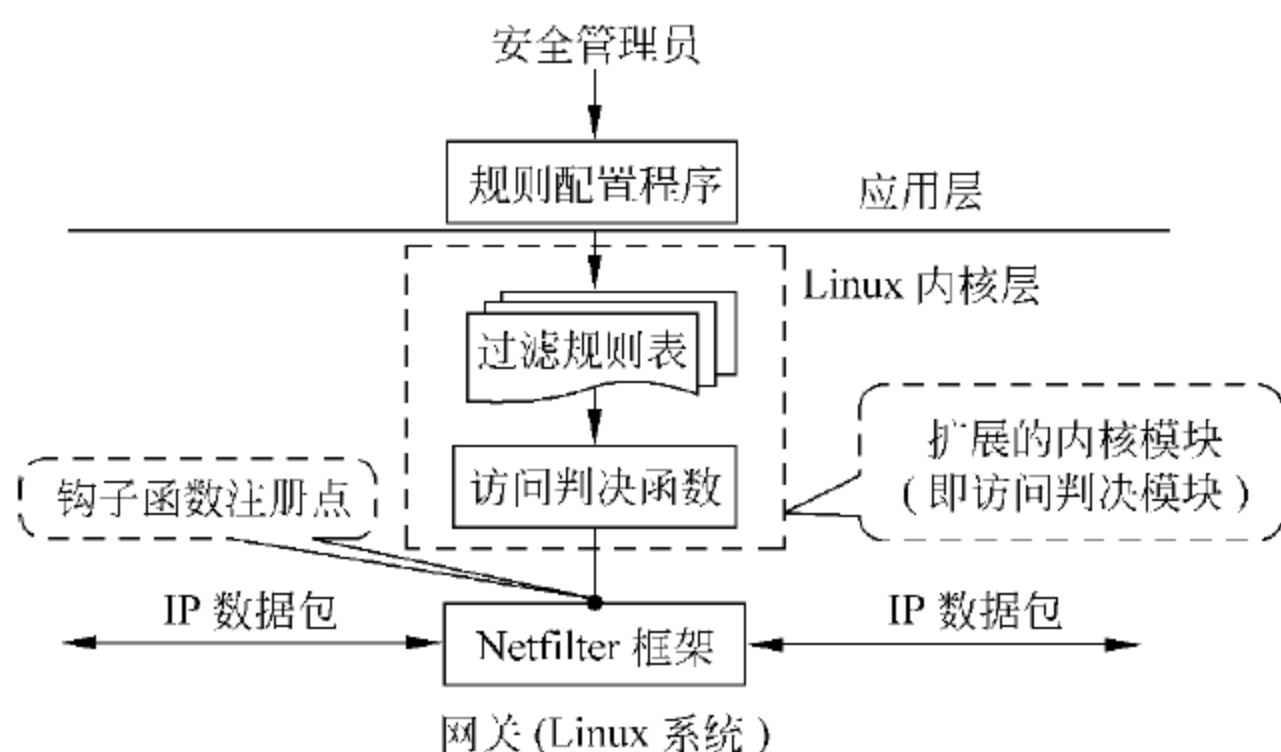 安全管理员
规则配置程序
应用层
Linux 内核层
过滤规则表
扩展的内核模块
(即访问判决模块)
访问判决函数
钩子函数注册点
IP 数据包
IP 数据包
Netfilter 框架
网关(Linux 系统)